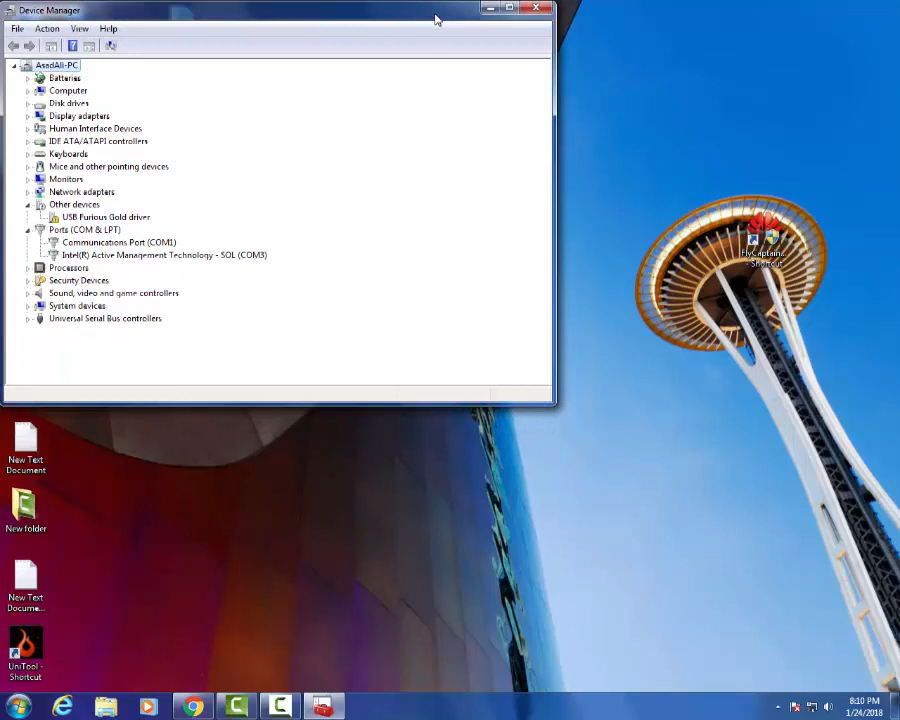 Device Manager
File Action View Help
AsadAli-PC
Batteries
Computer
Disk drives
Display adapters
Human Interface Devices
IDE ATA/ATAPI controllers
Keyboards
Mice and other pointing devices
Monitors
Network adapters
Other devices
USB Furious Gold driver
Ports (COM & LPT)
Communications Port (COM1)
Intel(R) Active Management Technology - SOL (COM3)
Processors
Security Devices
Sound, video and game controllers
System devices
Universal Serial Bus controllers
FlyCaptain...
- Shortcut
New Text
Document
New folder
New Text
Docume...
UniTool -
Shortcut
8:10 PM
1/24/2018